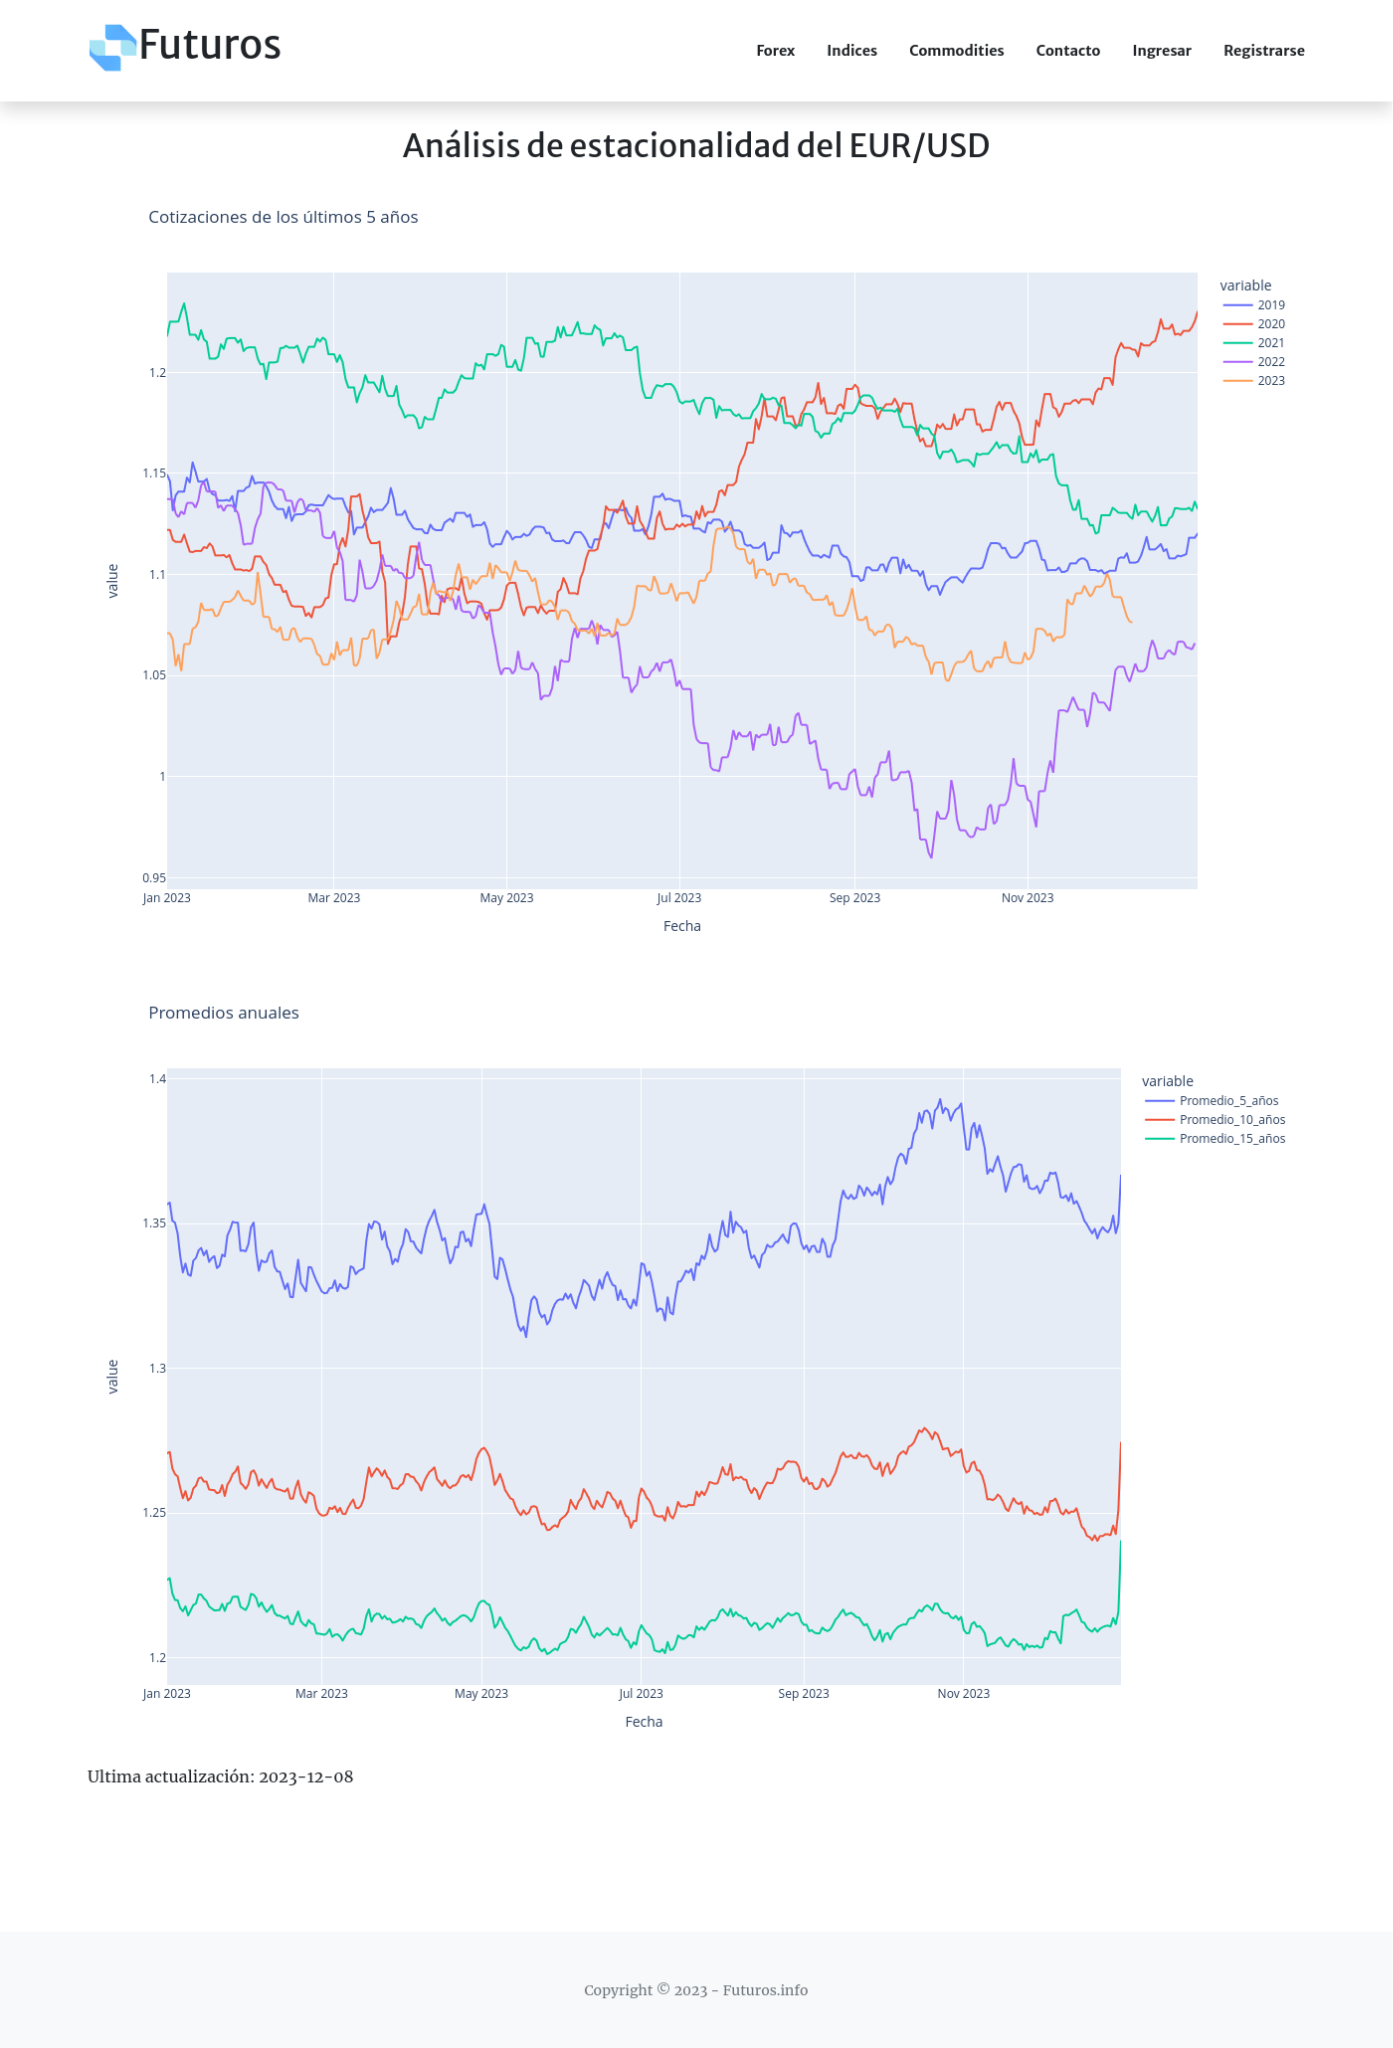 Futuros
Forex Indices Commodities Contacto Ingresar Registrarse
Análisis de estacionalidad del EUR/USD
Cotizaciones de los últimos 5 años
variable
2019
2020
2021
2022
2023
1.2
1.15
1.1
1.05
1
0.95
value
Jan 2023 Mar 2023 May 2023 Jul 2023 Sep 2023 Nov 2023
Fecha
Promedios anuales
variable
Promedio_5_años
Promedio_10_años
Promedio_15_años
1.4
1.35
1.3
1.25
1.2
value
Jan 2023 Mar 2023 May 2023 Jul 2023 Sep 2023 Nov 2023
Fecha
Ultima actualización: 2023-12-08
Copyright © 2023 - Futuros.info